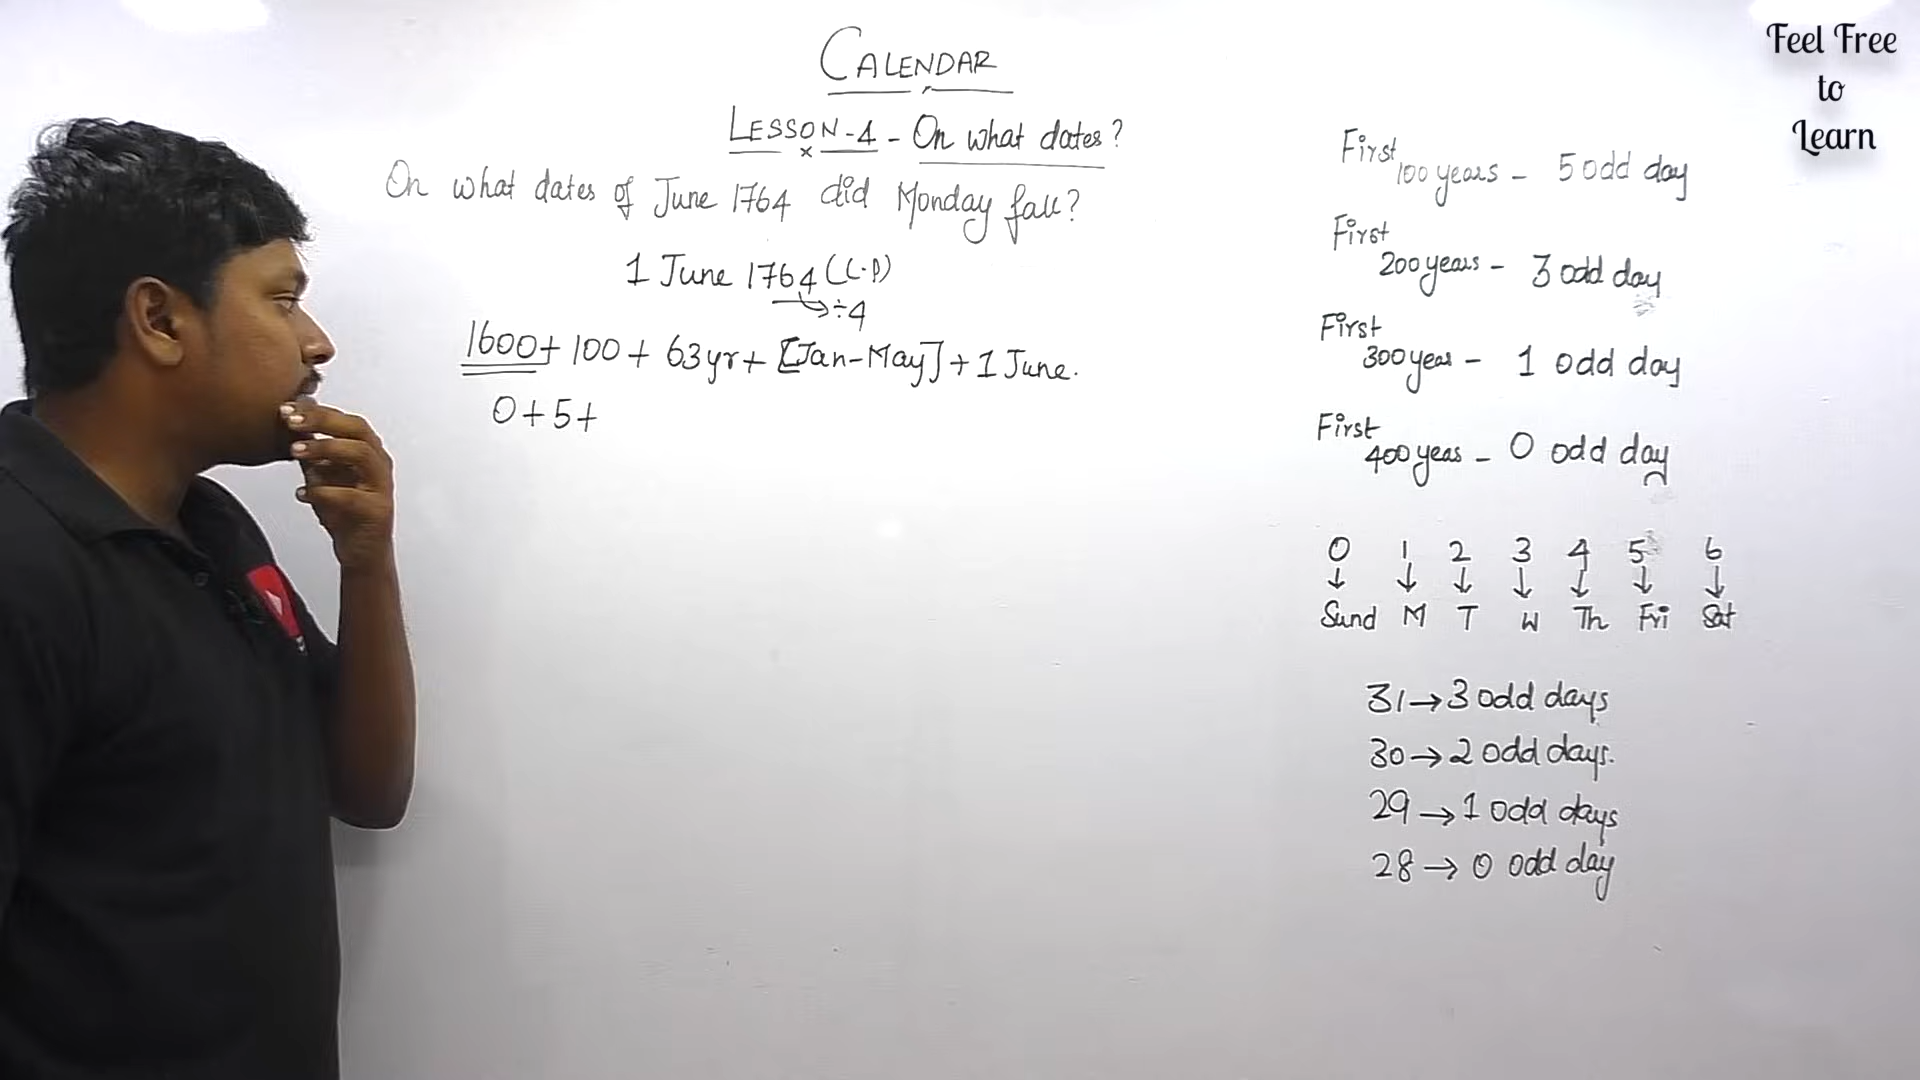 CALENDAR
LESSON-4 - On what dates?
On what dates of June 1764 did Monday fall?
1 June 1764 (L.P)
÷4
1600+ 100 + 63yr + [Jan-May] + 1 June.
0+5+
Feel Free
to
Learn
First
100 years - 5 odd day
First
200 years - 3 odd day
First
300 year - 1 odd day
First
400 yeas - 0 odd day
0 1 2 3 4 5 6
↓ ↓ ↓ ↓ ↓ ↓ ↓
Sund M T W Th Fri Sat
31→3 odd days
30→2 odd days.
29→1 odd days
28→0 odd day